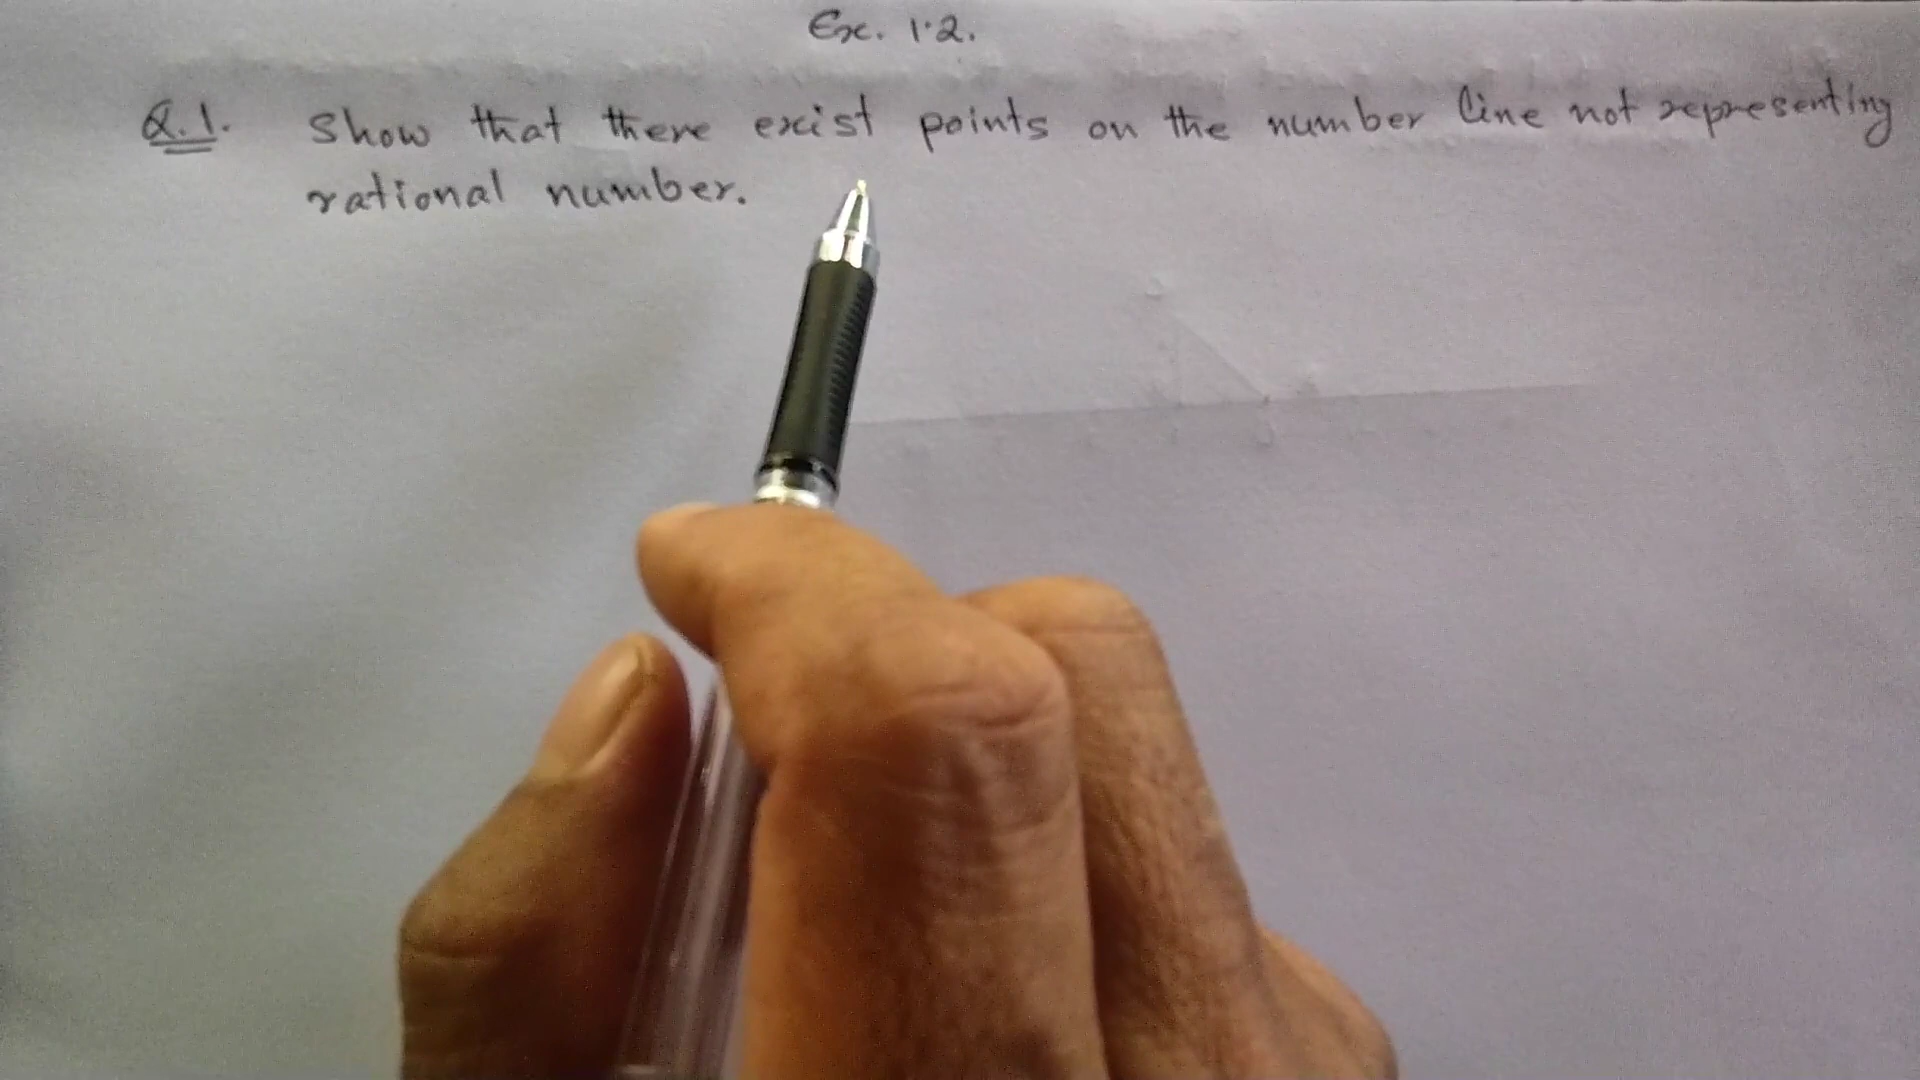 Ex. 1.2.
Q.1. Show that there exist points on the number line not representing
rational number.